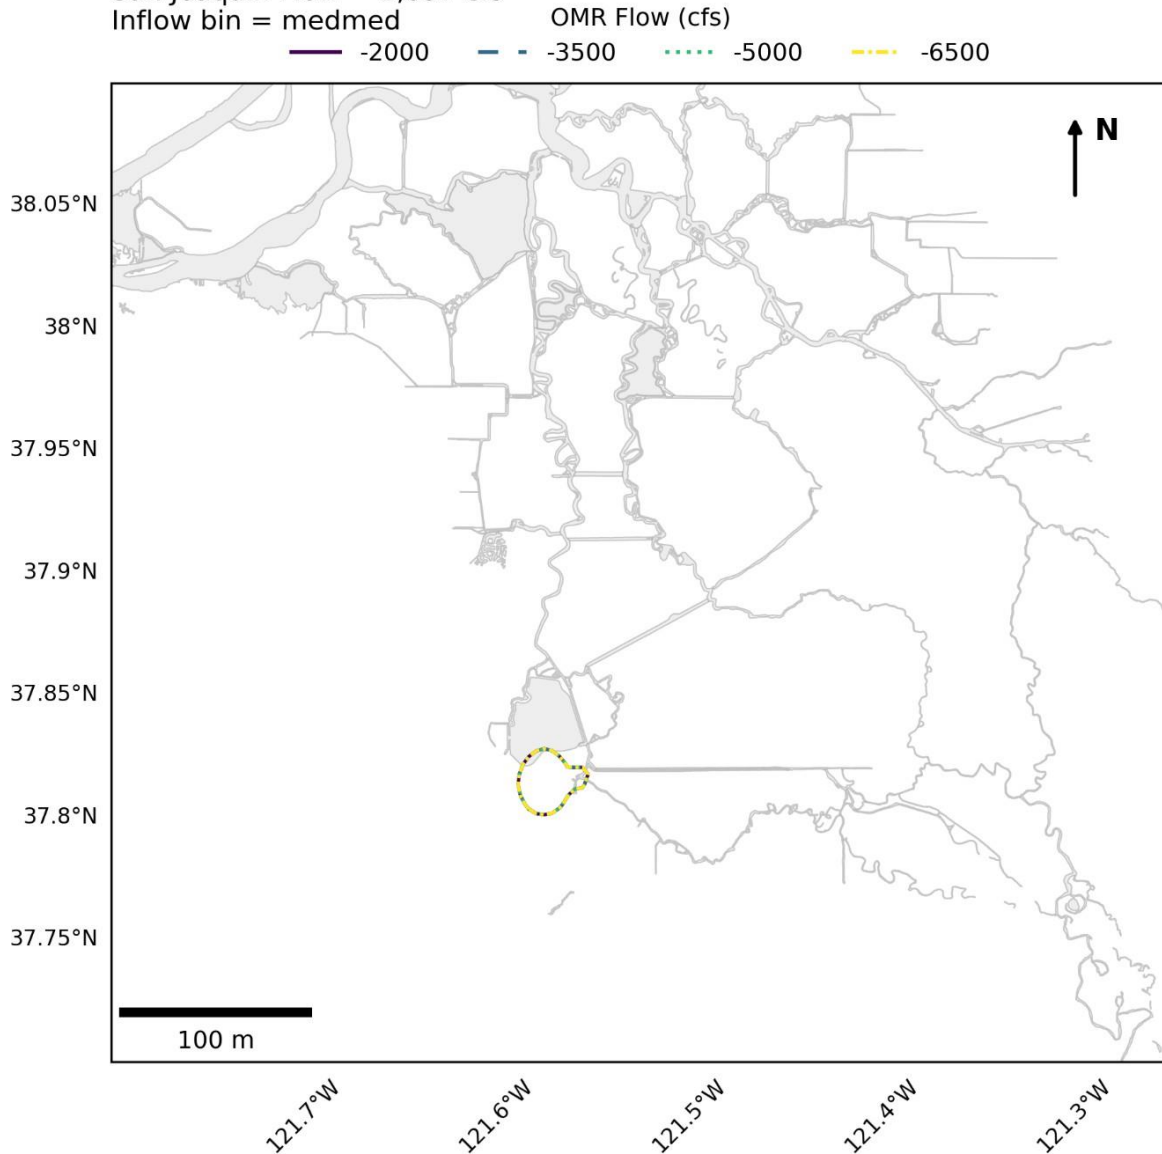 Inflow bin = medmed
OMR Flow (cfs)
-2000 -3500 -5000 -6500
N
38.05°N
38°N
37.95°N
37.9°N
37.85°N
37.8°N
37.75°N
100 m
121.7°W 121.6°W 121.5°W 121.4°W 121.3°W